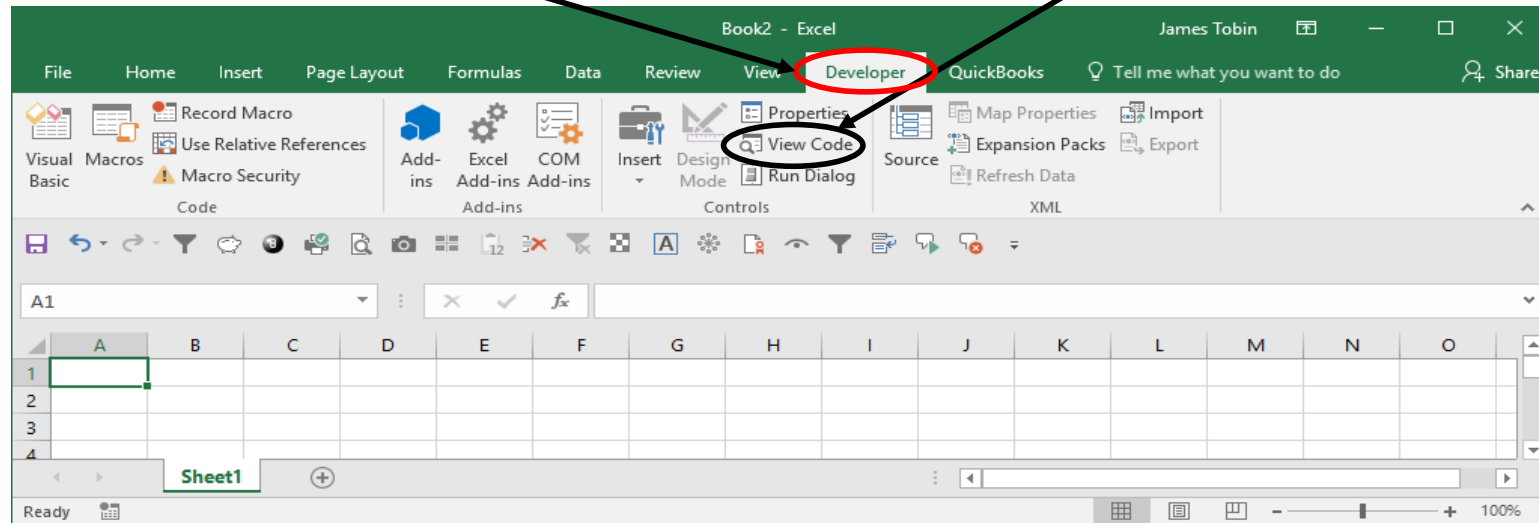 Book2 - Excel James Tobin
File Home Insert Page Layout Formulas Data Review View Developer QuickBooks Tell me what you want to do Share
Visual Basic
Macros
Record Macro
Use Relative References
Macro Security
Code
Add-ins
Excel Add-ins
COM Add-ins
Add-ins
Insert
Design Mode
Properties
View Code
Run Dialog
Controls
Source
Map Properties
Expansion Packs
Refresh Data
Import
Export
XML
12
A
A1 fx
A B C D E F G H I J K L M N O
1
2
3
4
Sheet1
Ready 100%